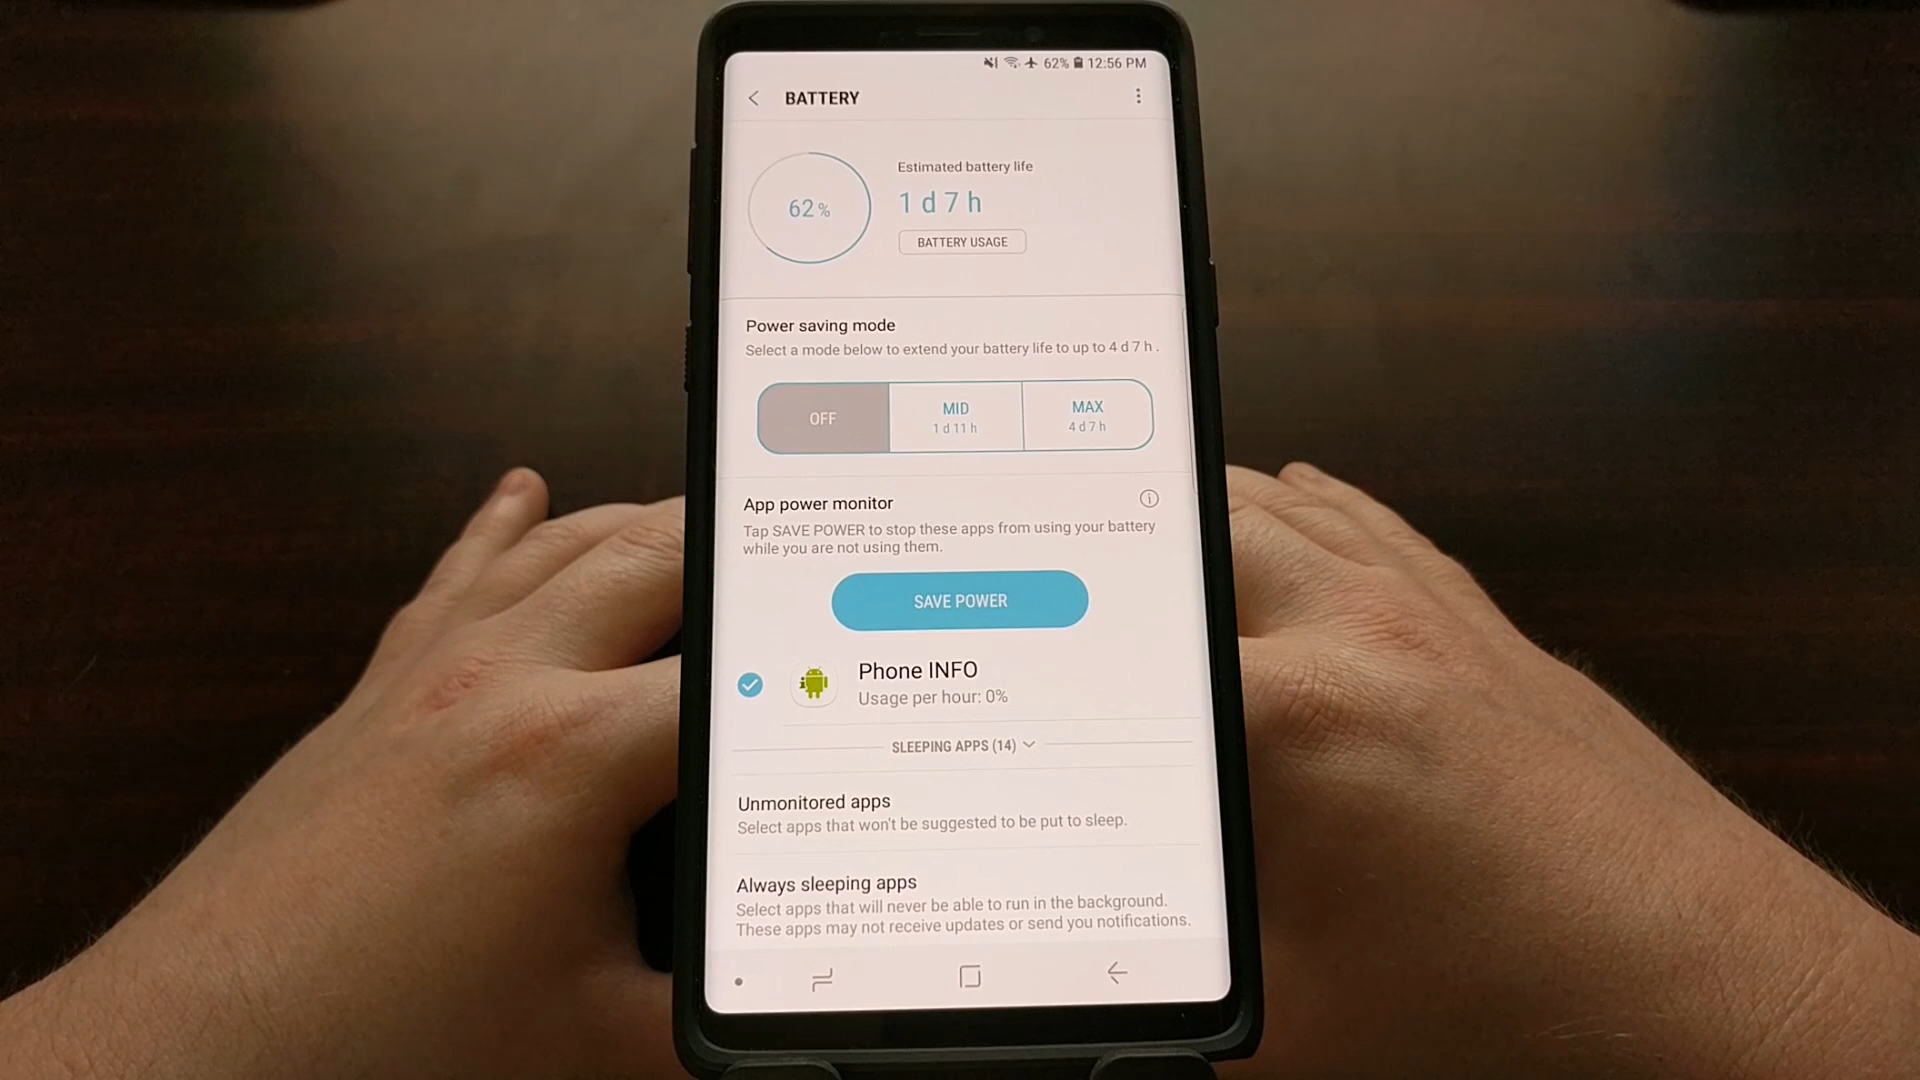 62% 12:56 PM
BATTERY
Estimated battery life
62%
1 d 7 h
BATTERY USAGE
Power saving mode
Select a mode below to extend your battery life to up to 4 d 7 h .
OFF
MID
1 d 11 h
MAX
4 d 7 h
App power monitor
Tap SAVE POWER to stop these apps from using your battery
while you are not using them.
SAVE POWER
Phone INFO
Usage per hour: 0%
SLEEPING APPS (14)
Unmonitored apps
Select apps that won't be suggested to be put to sleep.
Always sleeping apps
Select apps that will never be able to run in the background.
These apps may not receive updates or send you notifications.